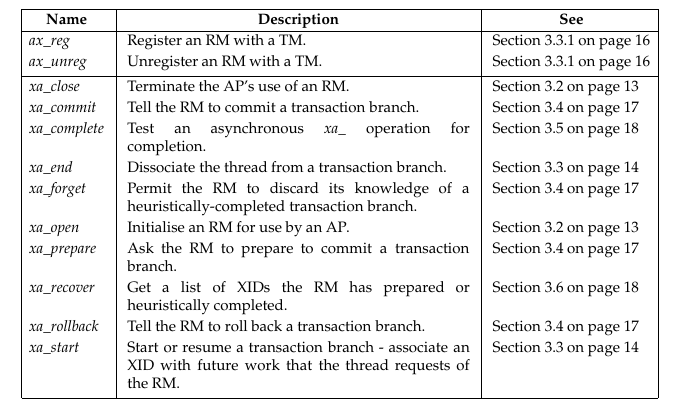 Name Description See
ax_reg Register an RM with a TM. Section 3.3.1 on page 16
ax_unreg Unregister an RM with a TM. Section 3.3.1 on page 16
xa_close Terminate the AP's use of an RM. Section 3.2 on page 13
xa_commit Tell the RM to commit a transaction branch. Section 3.4 on page 17
xa_complete Test an asynchronous xa_ operation for Section 3.5 on page 18
completion.
xa_end Dissociate the thread from a transaction branch. Section 3.3 on page 14
xa_forget Permit the RM to discard its knowledge of a Section 3.4 on page 17
heuristically-completed transaction branch.
xa_open Initialise an RM for use by an AP. Section 3.2 on page 13
xa_prepare Ask the RM to prepare to commit a transaction Section 3.4 on page 17
branch.
xa_recover Get a list of XIDs the RM has prepared or Section 3.6 on page 18
heuristically completed.
xa_rollback Tell the RM to roll back a transaction branch. Section 3.4 on page 17
xa_start Start or resume a transaction branch - associate an Section 3.3 on page 14
XID with future work that the thread requests of
the RM.